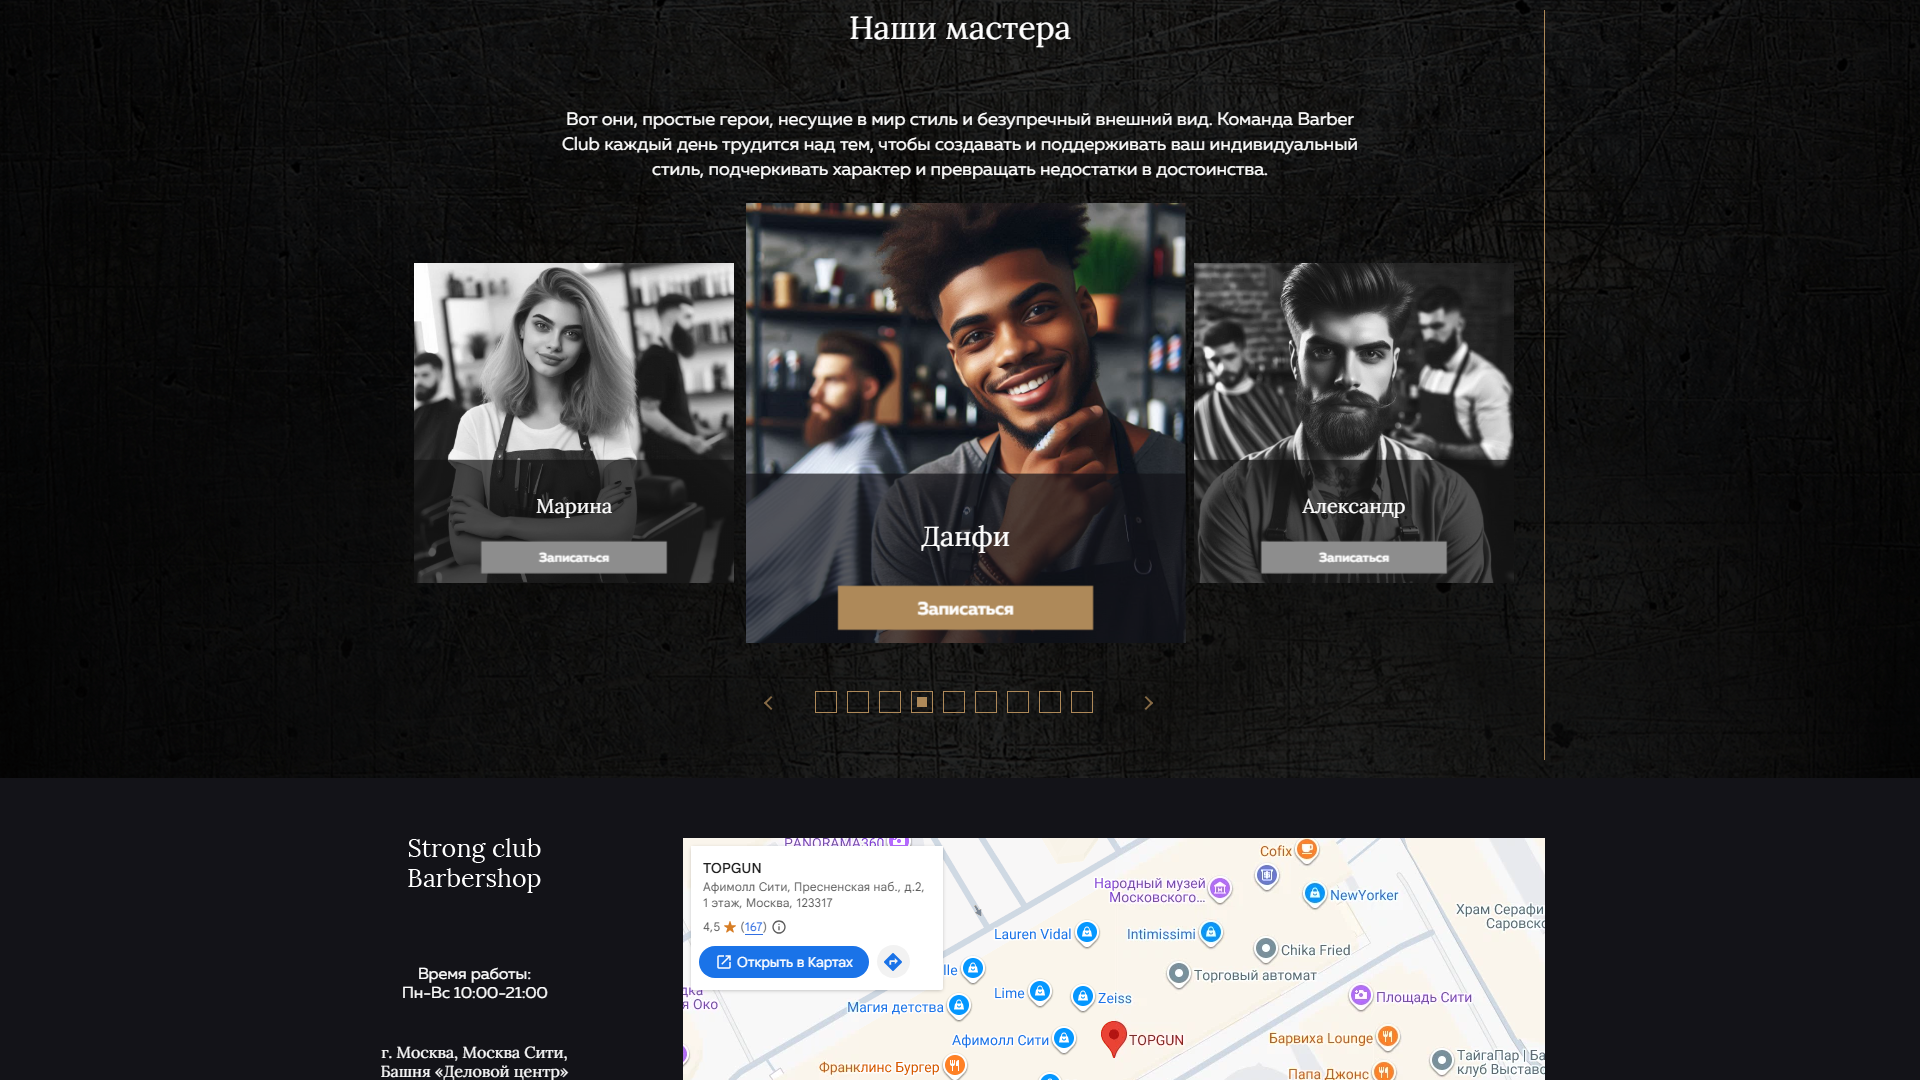 Наши мастера
Вот они, простые герои, несущие в мир стиль и безупречный внешний вид. Команда Barber
Club каждый день трудится над тем, чтобы создавать и поддерживать ваш индивидуальный
стиль, подчеркивать характер и превращать недостатки в достоинства.
Марина
Записаться
Данфи
Записаться
Александр
Записаться
Strong club
Barbershop
Время работы:
Пн-Вс 10:00-21:00
г. Москва, Москва Сити,
Башня «Деловой центр»
PANORAMA360
TOPGUN
Афимолл Сити, Пресненская наб., д.2,
1 этаж, Москва, 123317
4,5 (167)
Открыть в Картах
Cofix
Народный музей
Московского...
NewYorker
Храм Серафи
Саровско
Lauren Vidal
Intimissimi
Chika Fried
lle
Торговый автомат
дка
я Око
Lime
Zeiss
Площадь Сити
Магия детства
Афимолл Сити
TOPGUN
Барвиха Lounge
ТайгаПар | Ба
клуб Выставо
Франклинс Бургер
Папа Джонс